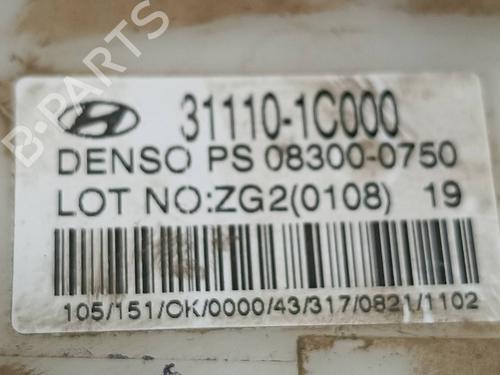 B-PARTS
31110-1C000
DENSO PS 08300-0750
LOT NO:ZG2(0108) 19
105/151/OK/0000/43/317/0821/1102